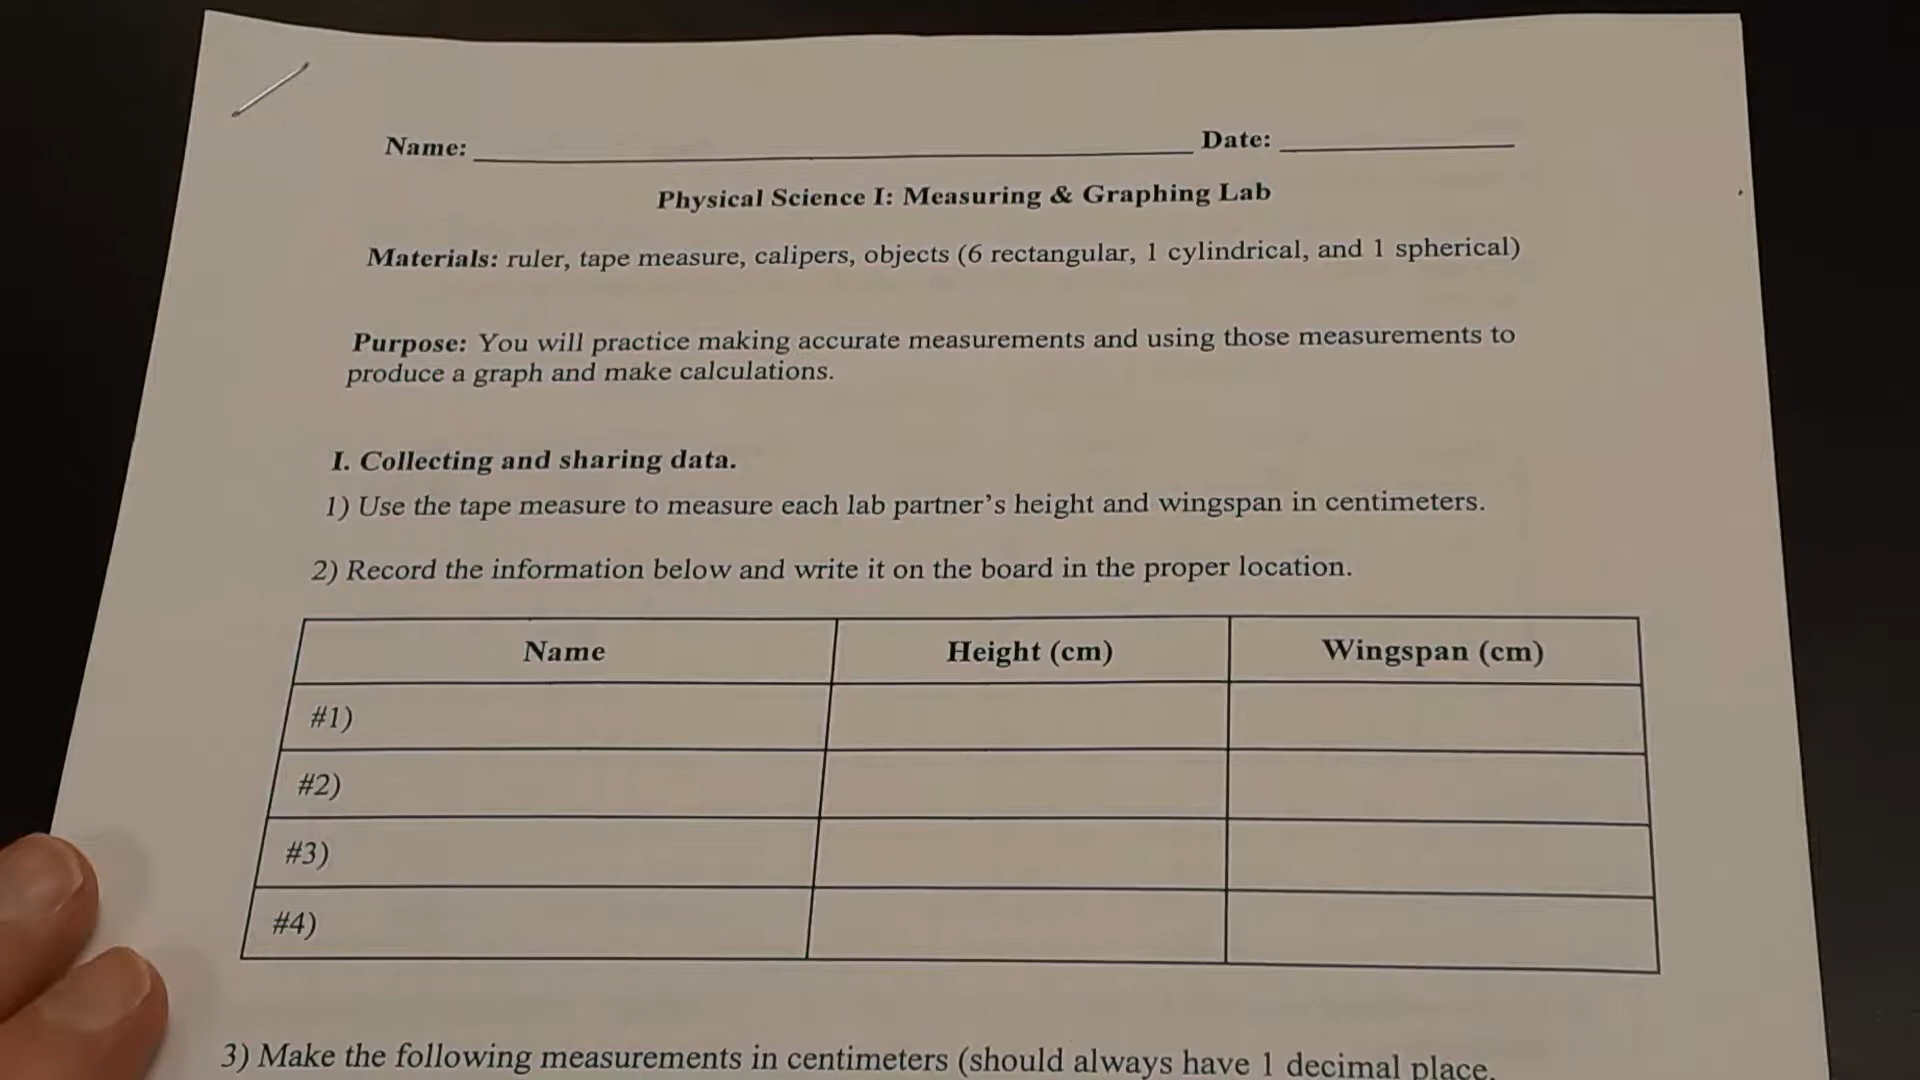 Name: ____ Date: ____
Physical Science I: Measuring & Graphing Lab
Materials: ruler, tape measure, calipers, objects (6 rectangular, 1 cylindrical, and 1 spherical)
Purpose: You will practice making accurate measurements and using those measurements to
produce a graph and make calculations.
I. Collecting and sharing data.
1) Use the tape measure to measure each lab partner’s height and wingspan in centimeters.
2) Record the information below and write it on the board in the proper location.
Name Height (cm) Wingspan (cm)
#1)
#2)
#3)
#4)
3) Make the following measurements in centimeters (should always have 1 decimal place.